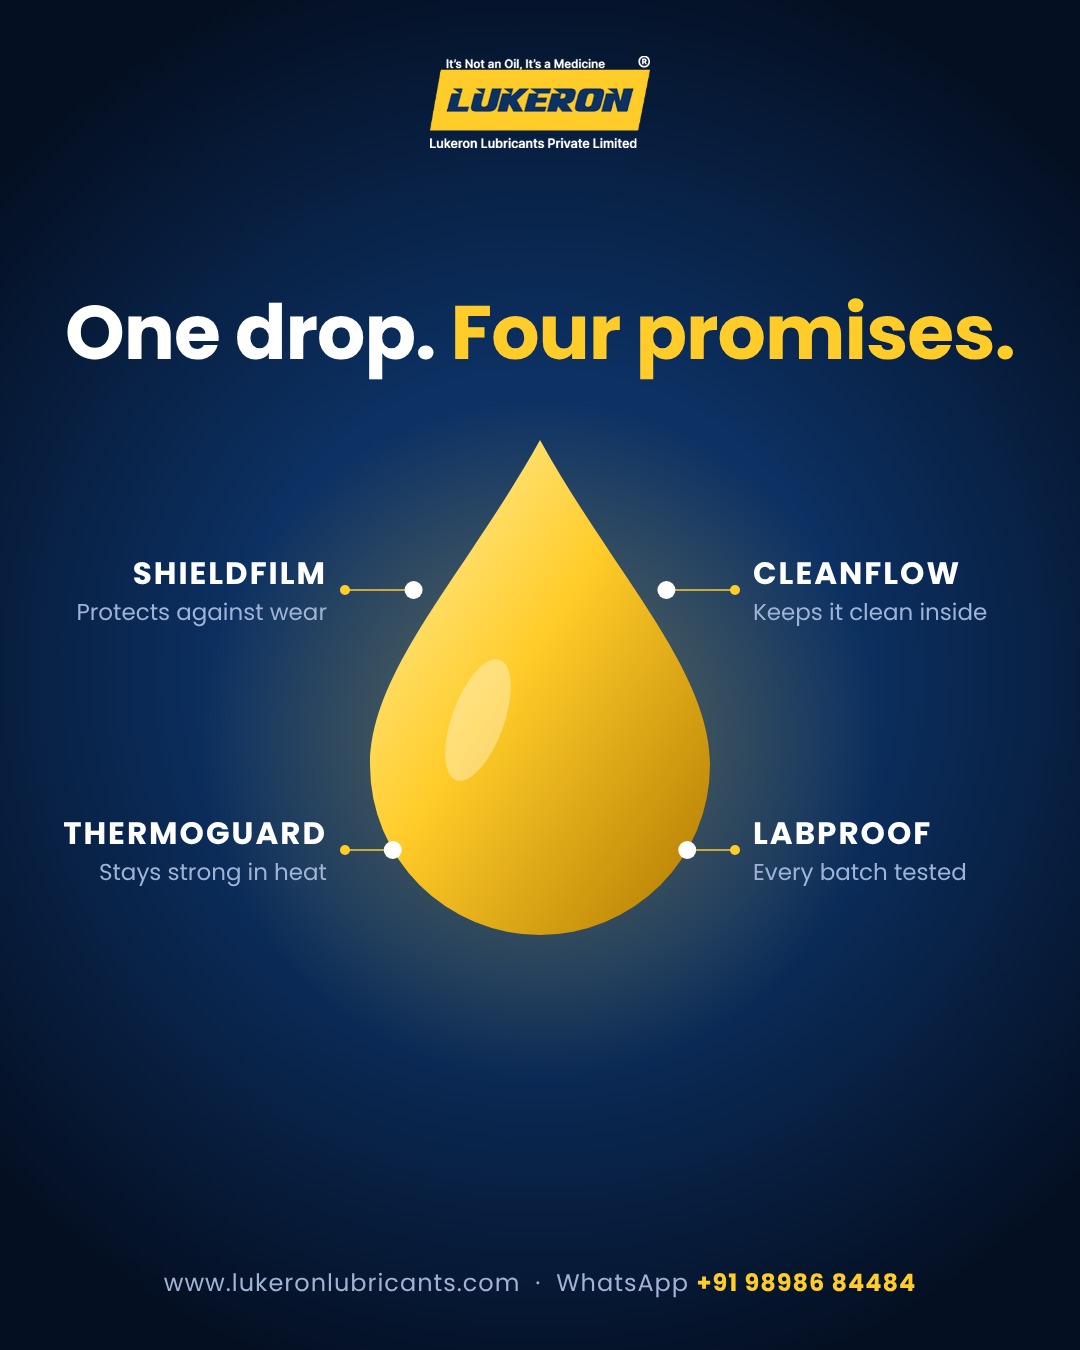 It's Not an Oil, It's a Medicine ®
LUKERON
Lukeron Lubricants Private Limited
One drop. Four promises.
SHIELDFILM
Protects against wear
CLEANFLOW
Keeps it clean inside
THERMOGUARD
Stays strong in heat
LABPROOF
Every batch tested
www.lukeronlubricants.com · WhatsApp +91 98986 84484